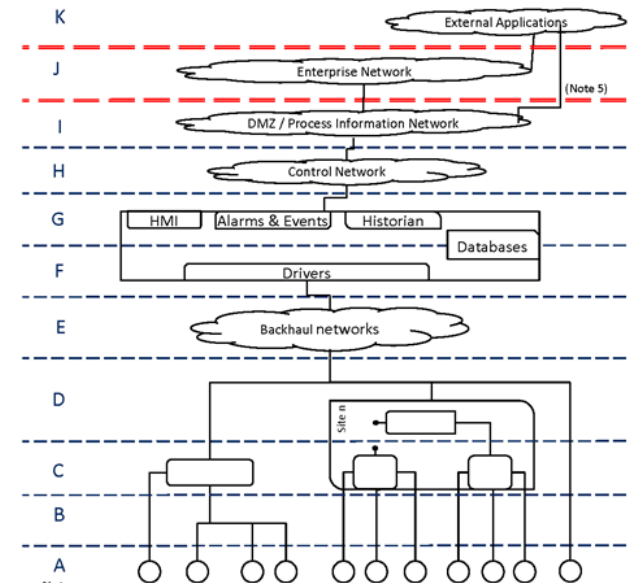 K
External Applications
J
Enterprise Network
(Note 5)
I
DMZ / Process Information Network
H
Control Network
G
HMI
Alarms & Events
Historian
Databases
F
Drivers
E
Backhaul networks
D
Site n
C
B
A